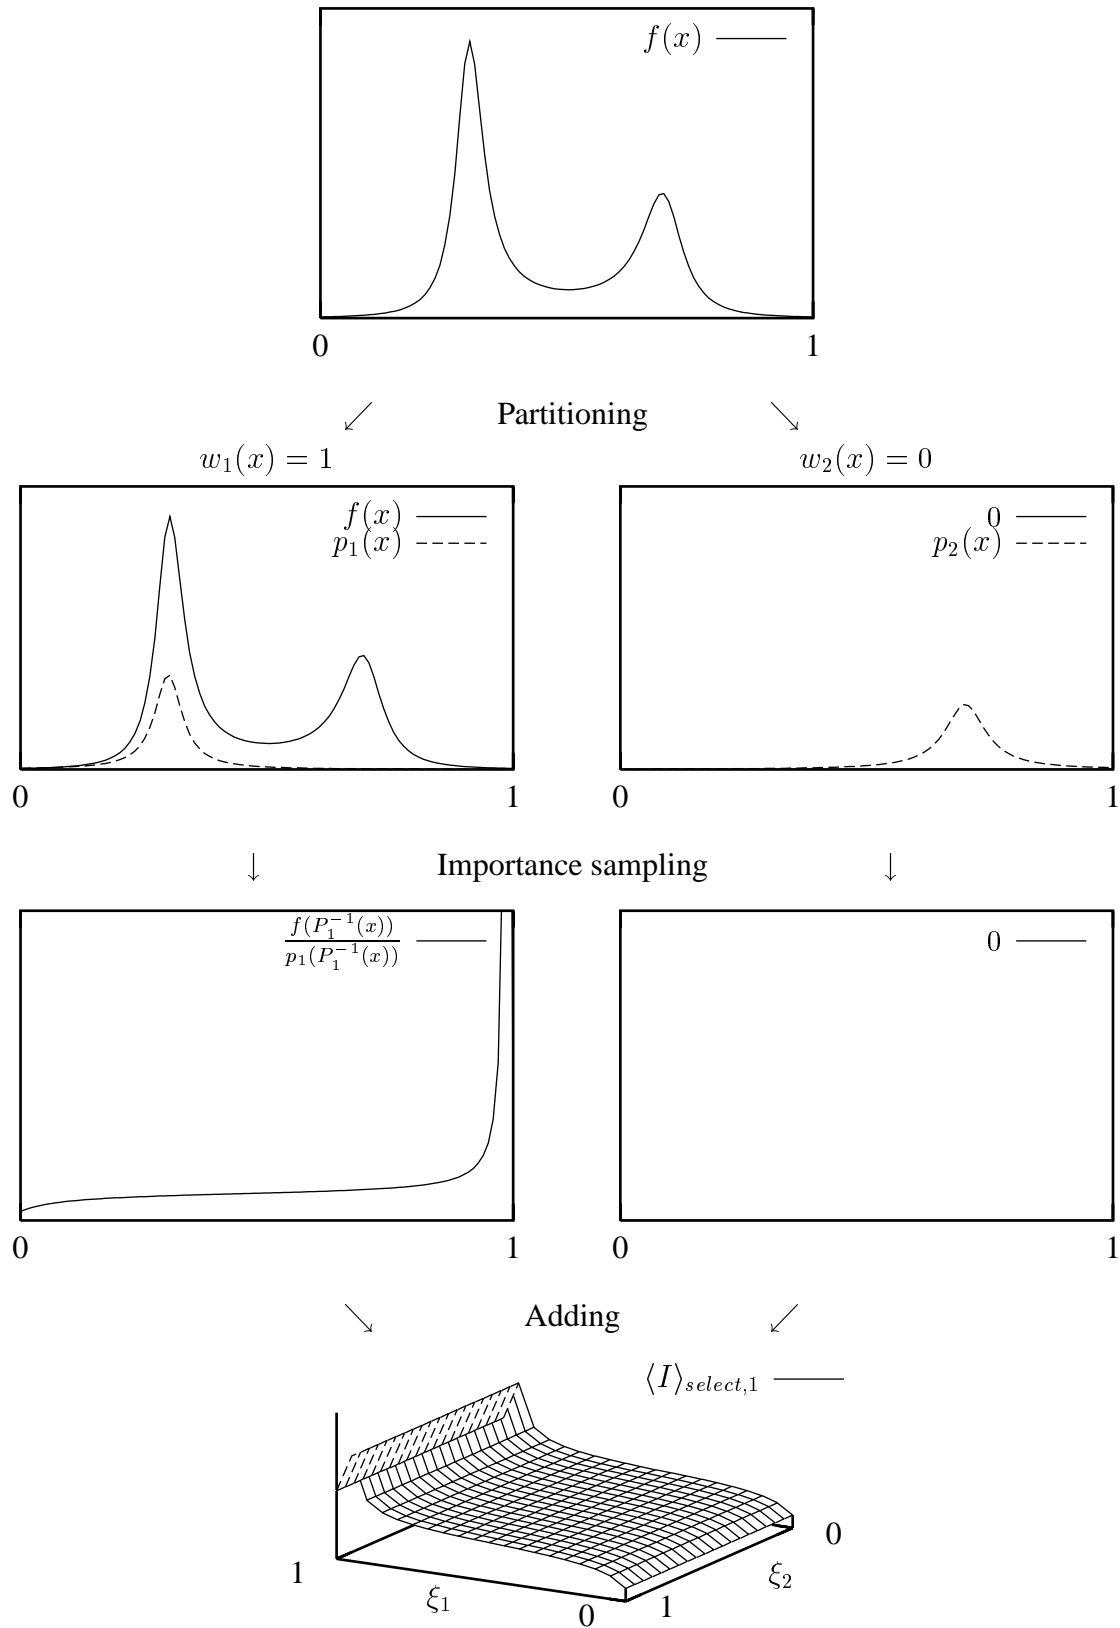 f(x)
0 1
Partitioning
w₁(x) = 1 w₂(x) = 0
f(x)
p₁(x)
0 1
0
p₂(x)
0 1
Importance sampling
f(P₁⁻¹(x))
p₁(P₁⁻¹(x))
0 1
0
0 1
Adding
⟨I⟩select,1
1 ξ₁ 0
1 ξ₂ 0